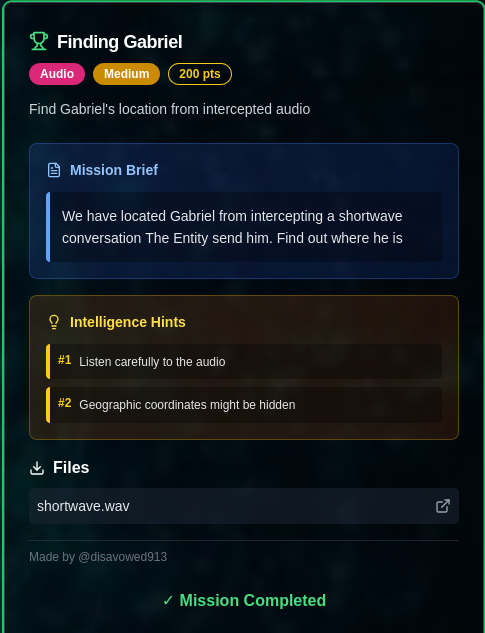 Finding Gabriel
Audio Medium 200 pts
Find Gabriel's location from intercepted audio
Mission Brief
We have located Gabriel from intercepting a shortwave
conversation The Entity send him. Find out where he is
Intelligence Hints
#1 Listen carefully to the audio
#2 Geographic coordinates might be hidden
Files
shortwave.wav
Made by @disavowed913
✓ Mission Completed